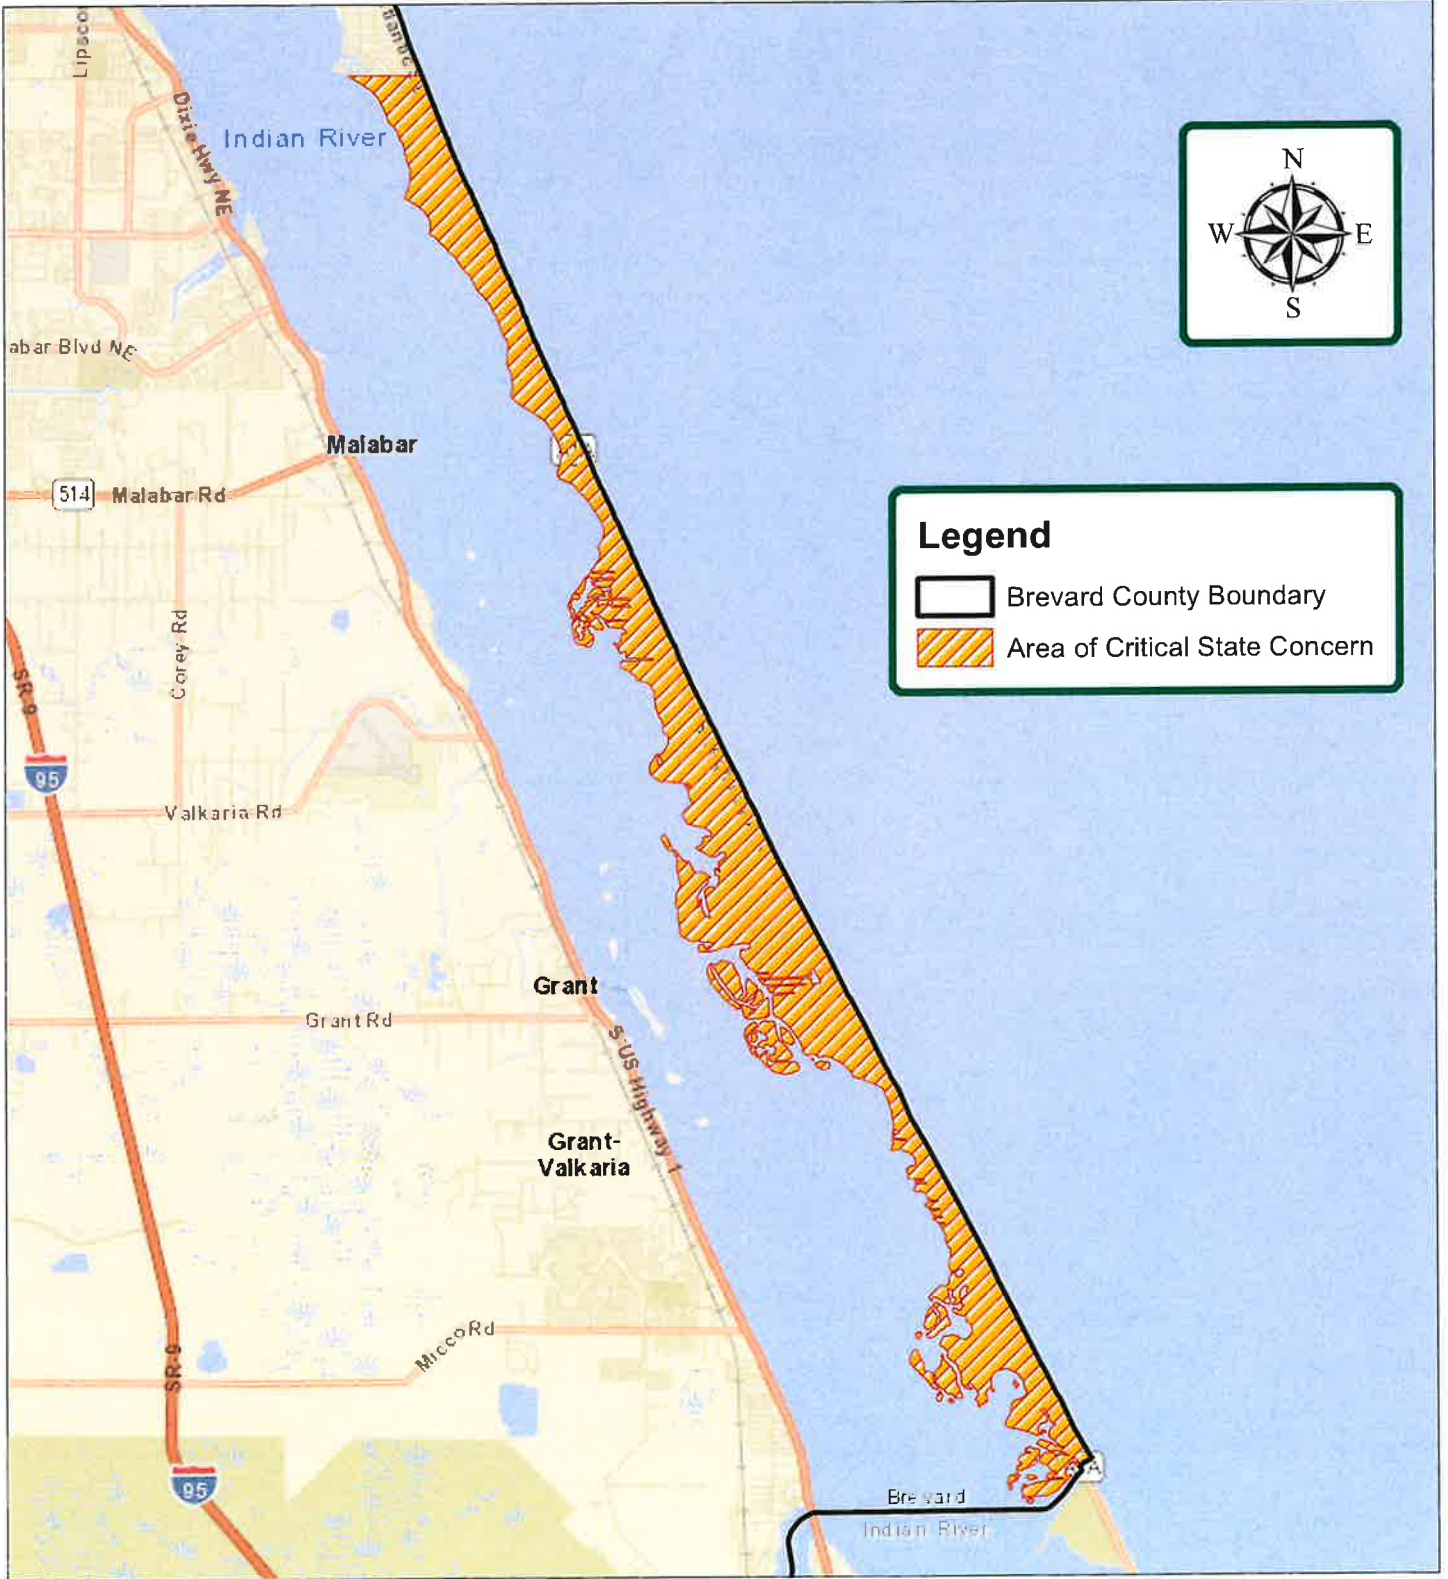 Lipsco
Dixie Hwy NE
Indian River
N
W
E
S
abar Blvd NE
Malabar
514
Malabar Rd
Legend
Brevard County Boundary
Area of Critical State Concern
Corey Rd
SR 9
95
Valkaria Rd
Grant
Grant Rd
S US Highway 1
Grant-
Valkaria
Micco Rd
SR 9
95
A
Brevard
Indian River